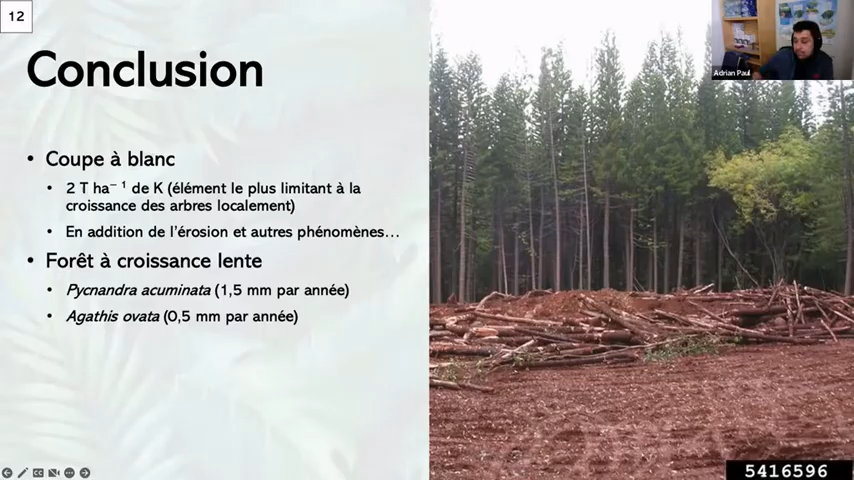 12
Conclusion
• Coupe à blanc
• 2 T ha⁻ ¹ de K (élément le plus limitant à la
croissance des arbres localement)
• En addition de l'érosion et autres phénomènes…
• Forêt à croissance lente
• Pycnandra acuminata (1,5 mm par année)
• Agathis ovata (0,5 mm par année)
Adrian Paul
5416596